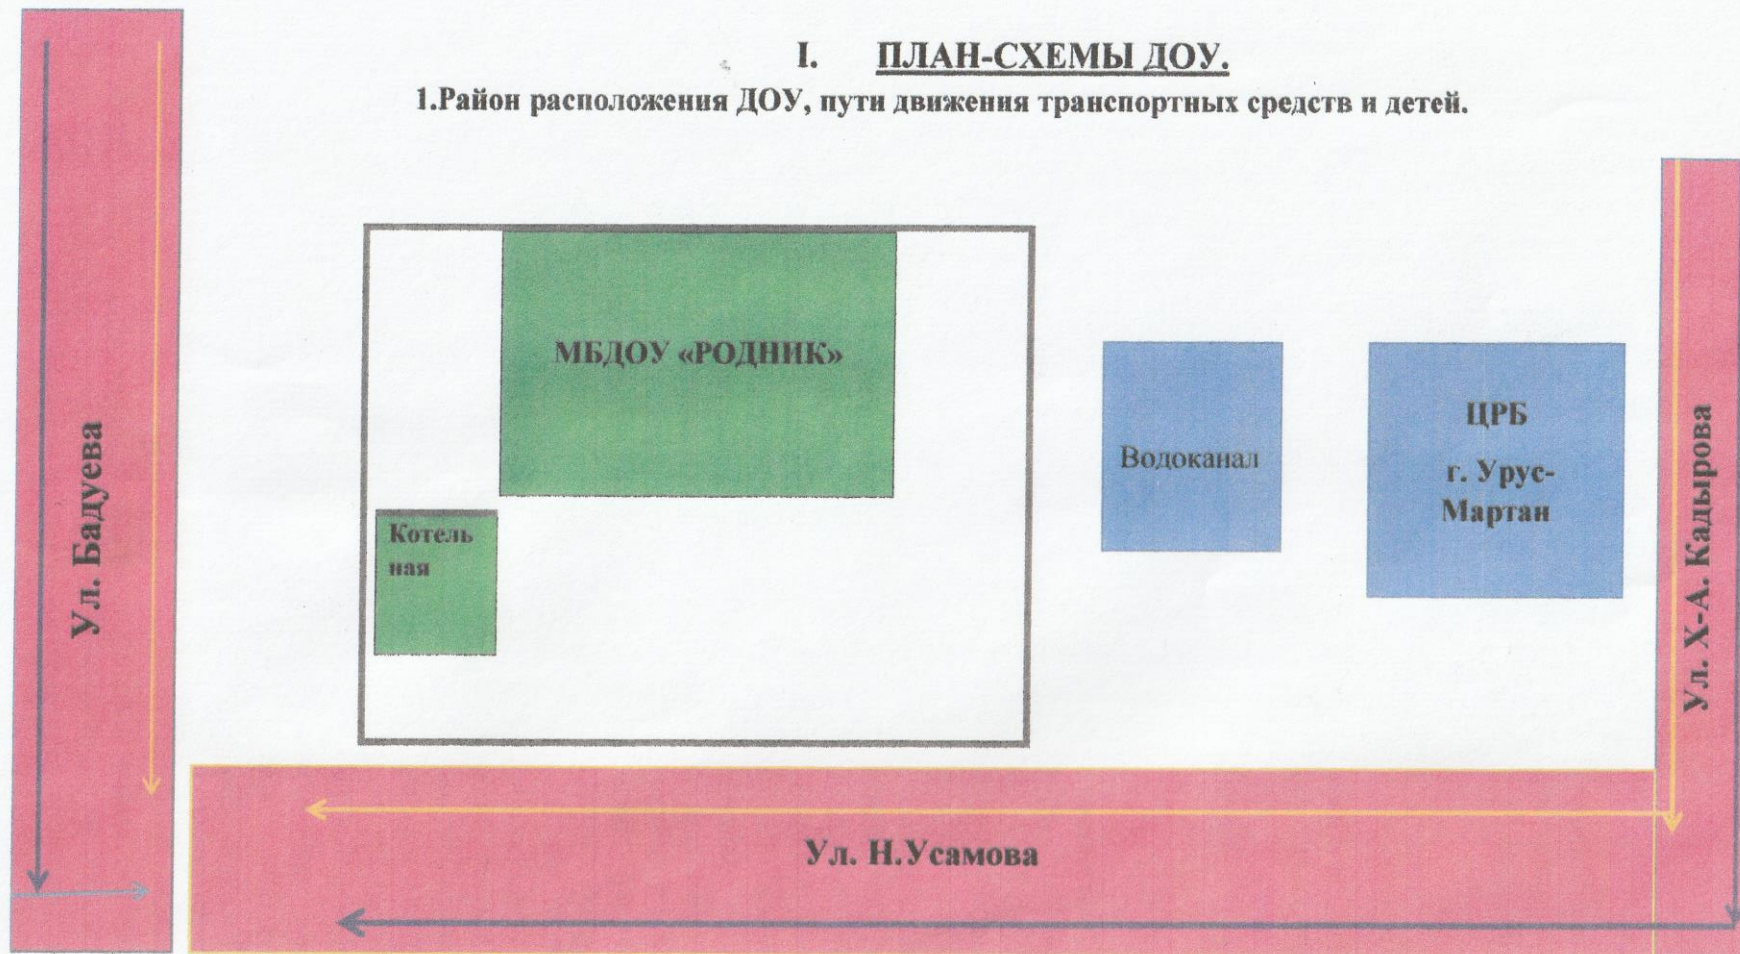 I. ПЛАН-СХЕМЫ ДОУ.
1.Район расположения ДОУ, пути движения транспортных средств и детей.
Ул. Бадуева
МБДОУ «РОДНИК»
Котель
ная
Водоканал
ЦРБ
г. Урус-
Мартан
Ул. Х-А. Кадырова
Ул. Н.Усамова